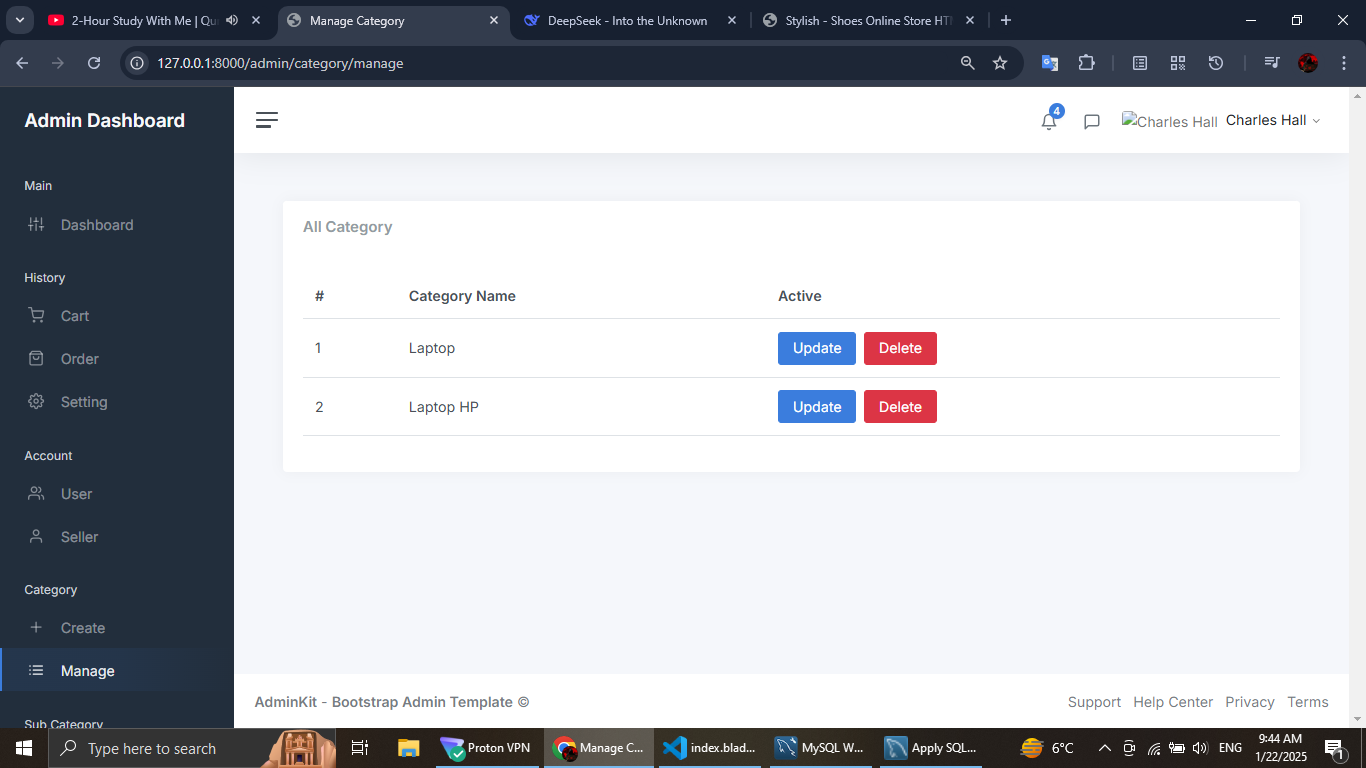 2-Hour Study With Me | Qu
Manage Category
DeepSeek - Into the Unknown
Stylish - Shoes Online Store HTM
127.0.0.1:8000/admin/category/manage
Admin Dashboard
4
Charles Hall
Charles Hall
Main
Dashboard
History
Cart
Order
Setting
Account
User
Seller
Category
Create
Manage
Sub Category
All Category
# Category Name Active
1 Laptop Update Delete
2 Laptop HP Update Delete
AdminKit - Bootstrap Admin Template ©
Support Help Center Privacy Terms
Type here to search
Proton VPN
Manage C...
index.blad...
MySQL W...
Apply SQL...
6°C
ENG
9:44 AM
1/22/2025
1